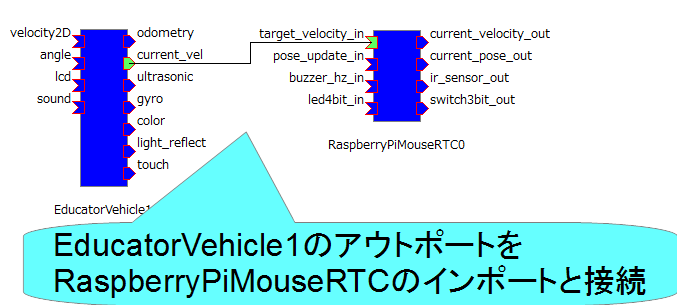 velocity2D
angle
lcd
sound
odometry
current_vel
ultrasonic
gyro
color
light_reflect
touch
EducatorVehicle1
target_velocity_in
pose_update_in
buzzer_hz_in
led4bit_in
current_velocity_out
current_pose_out
ir_sensor_out
switch3bit_out
RaspberryPiMouseRTC0
EducatorVehicle1のアウトポートを
RaspberryPiMouseRTCのインポートと接続